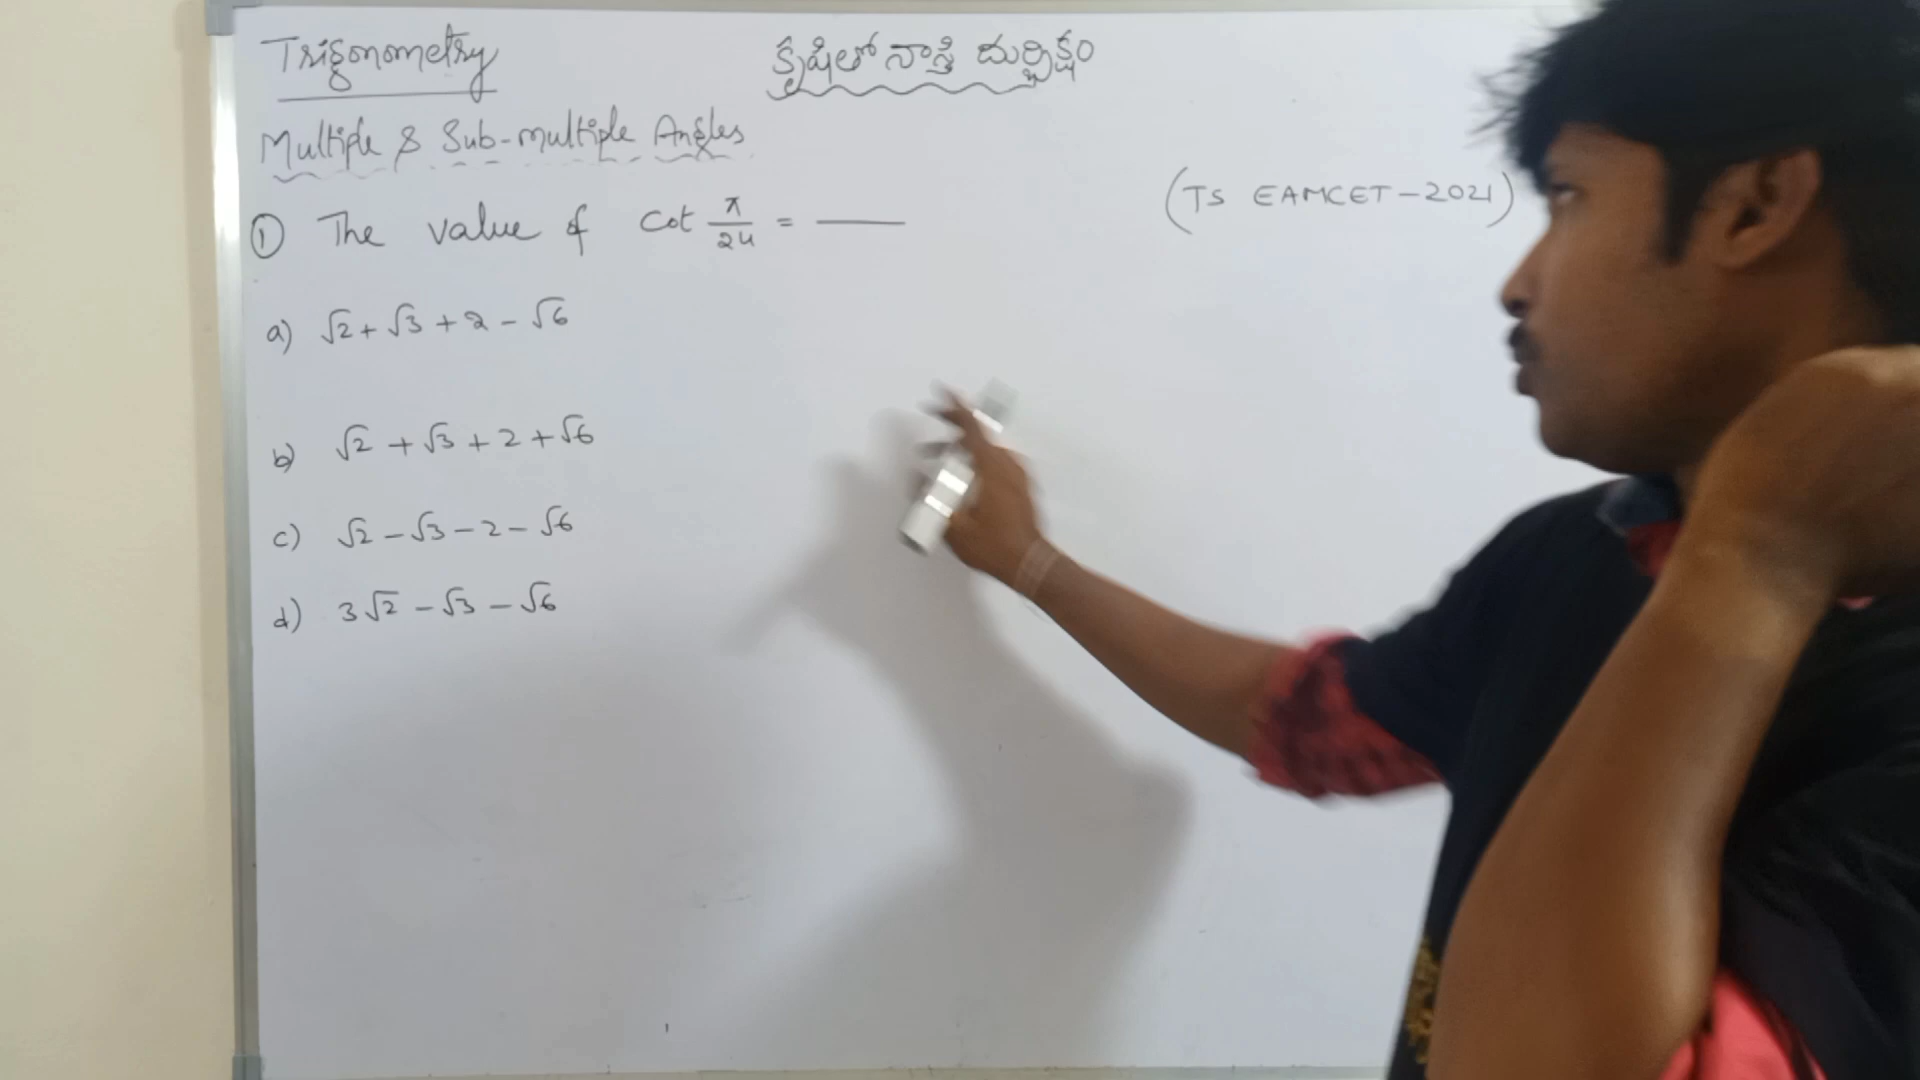 Trigonometry
కృషితో నాస్తి దుర్భిక్షం
Multiple & Sub-multiple Angles
① The value of cot π/24 = ——
(TS EAMCET-2021)
a) √2 + √3 + 2 - √6
b) √2 + √3 + 2 + √6
c) √2 - √3 - 2 - √6
d) 3√2 - √3 - √6